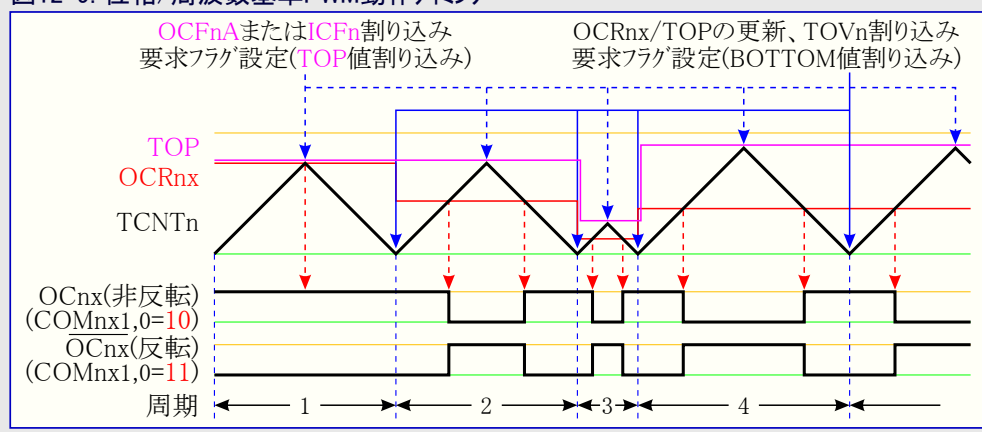 OCFnAまたはICFn割り込み
要求フラグ設定(TOP値割り込み)
OCRnx/TOPの更新、TOVn割り込み
要求フラグ設定(BOTTOM値割り込み)
TOP
OCRnx
TCNTn
OCnx(非反転)
(COMnx1,0=10)
OCnx(反転)
(COMnx1,0=11)
周期
1
2
3
4